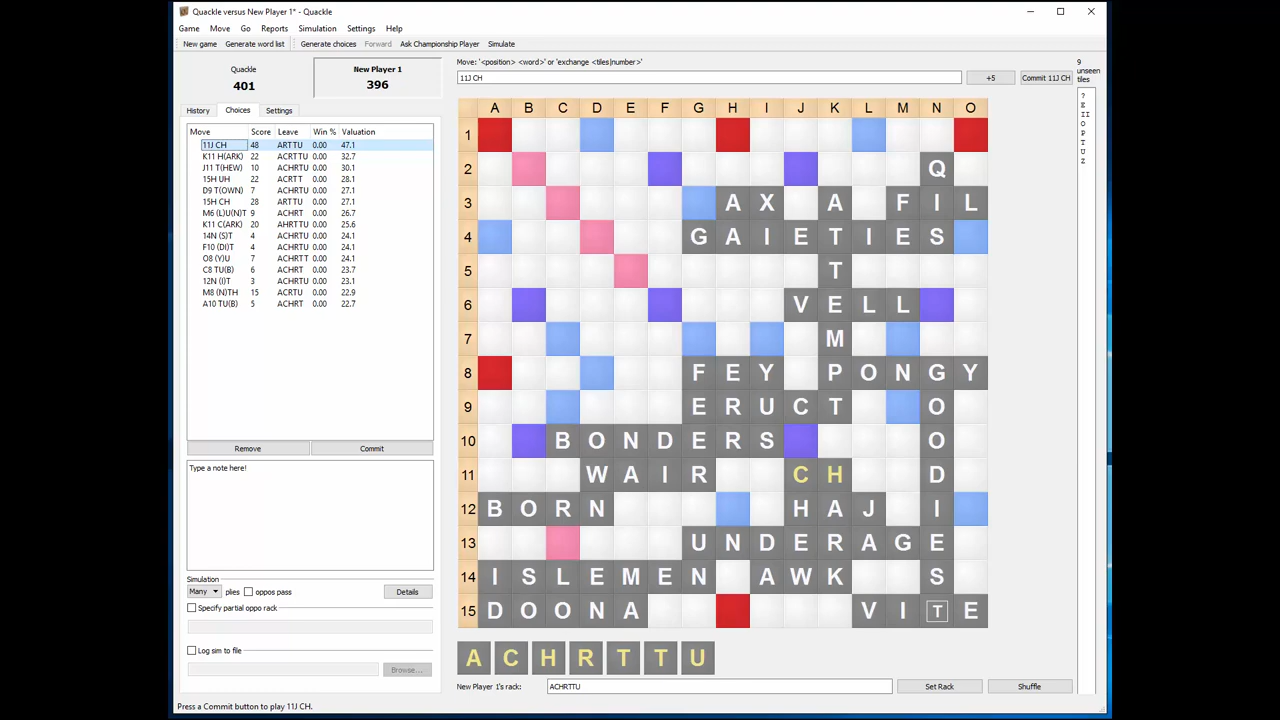 Quackle versus New Player 1* - Quackle
Game Move Go Reports Simulation Settings Help
New game Generate word list Generate choices Forward Ask Championship Player Simulate
Quackle
401
New Player 1
396
History Choices Settings
Move Score Leave Win % Valuation
11J CH 48 ARTTU 0.00 47.1
K11 H(ARK) 22 ACRTTU 0.00 32.7
J11 T(HEW) 10 ACHRTU 0.00 30.1
15H UH 22 ACRTT 0.00 28.1
D9 T(OWN) 7 ACHRTU 0.00 27.1
15H CH 28 ARTTU 0.00 27.1
M6 (L)U(N)T 9 ACHRT 0.00 26.7
K11 C(ARK) 20 AHRTTU 0.00 25.6
14N (S)T 4 ACHRTU 0.00 24.1
F10 (DI)T 4 ACHRTU 0.00 24.1
O8 (Y)U 7 ACHRTT 0.00 24.1
C8 TU(B) 6 ACHRT 0.00 23.7
12N (I)T 3 ACHRTU 0.00 23.1
M8 (N)TH 15 ACRTU 0.00 22.9
A10 TU(B) 5 ACHRT 0.00 22.7
Remove Commit
Type a note here!
Simulation
Many plies oppos pass Details
Specify partial oppo rack
Log sim to file
Browse...
Press a Commit button to play 11J CH.
Move: '<position> <word>' or 'exchange <tiles|number>'
11J CH +5 Commit 11J CH
A B C D E F G H I J K L M N O
1
2 Q
3 A X A F I L
4 G A I E T I E S
5 T
6 V E L L
7 M
8 F E Y P O N G Y
9 E R U C T O
10 B O N D E R S O
11 W A I R C H D
12 B O R N H A J I
13 U N D E R A G E
14 I S L E M E N A W K S
15 D O O N A V I T E
A C H R T T U
New Player 1's rack: ACHRTTU Set Rack Shuffle
9
unseen
tiles
?
E
II
O
P
T
U
Z